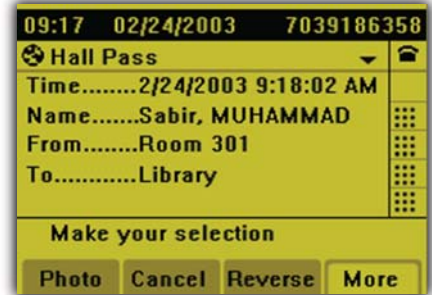 09:17 02/24/2003 7039186358
Hall Pass
Time........2/24/2003 9:18:02 AM
Name.......Sabir, MUHAMMAD
From........Room 301
To............Library
Make your selection
Photo Cancel Reverse More